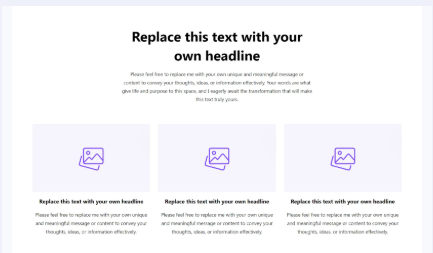 Replace this text with your
own headline
Please feel free to replace me with your own unique and meaningful message or
content to convey your thoughts, ideas, or information effectively. Your words are what
give life and purpose to this space, and I eagerly await the transformation that will make
this text truly yours.
Replace this text with your own headline
Please feel free to replace me with your own unique
and meaningful message or content to convey your
thoughts, ideas, or information effectively.
Replace this text with your own headline
Please feel free to replace me with your own unique
and meaningful message or content to convey your
thoughts, ideas, or information effectively.
Replace this text with your own headline
Please feel free to replace me with your own unique
and meaningful message or content to convey your
thoughts, ideas, or information effectively.